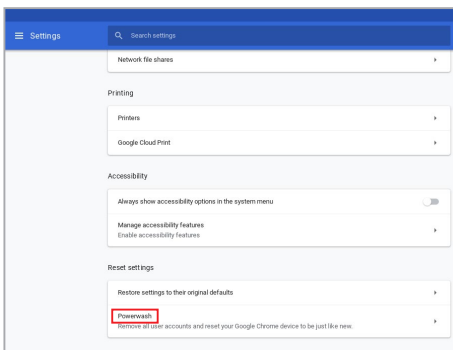 Settings
Search settings
Network file shares
Printing
Printers
Google Cloud Print
Accessibility
Always show accessibility options in the system menu
Manage accessibility features
Enable accessibility features
Reset settings
Restore settings to their original defaults
Powerwash
Remove all user accounts and reset your Google Chrome device to be just like new.